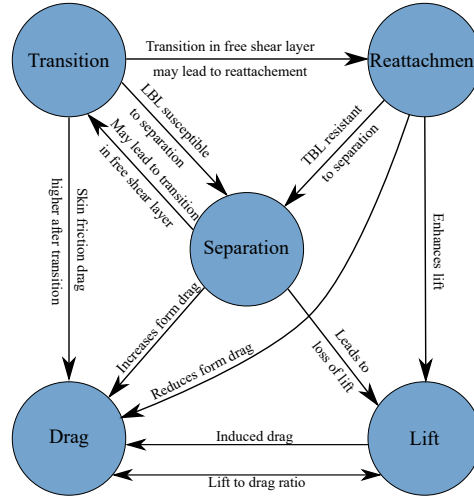 Transition in free shear layer
may lead to reattachement
Transition
Reattachmen
LBL susceptible
to separation
May lead to transition
in free shear layer
TBL resistant
to separation
Skin friction drag
higher after transition
Separation
Enhances lift
Increases form drag
Reduces form drag
Leads to
loss of lift
Drag
Induced drag
Lift
Lift to drag ratio